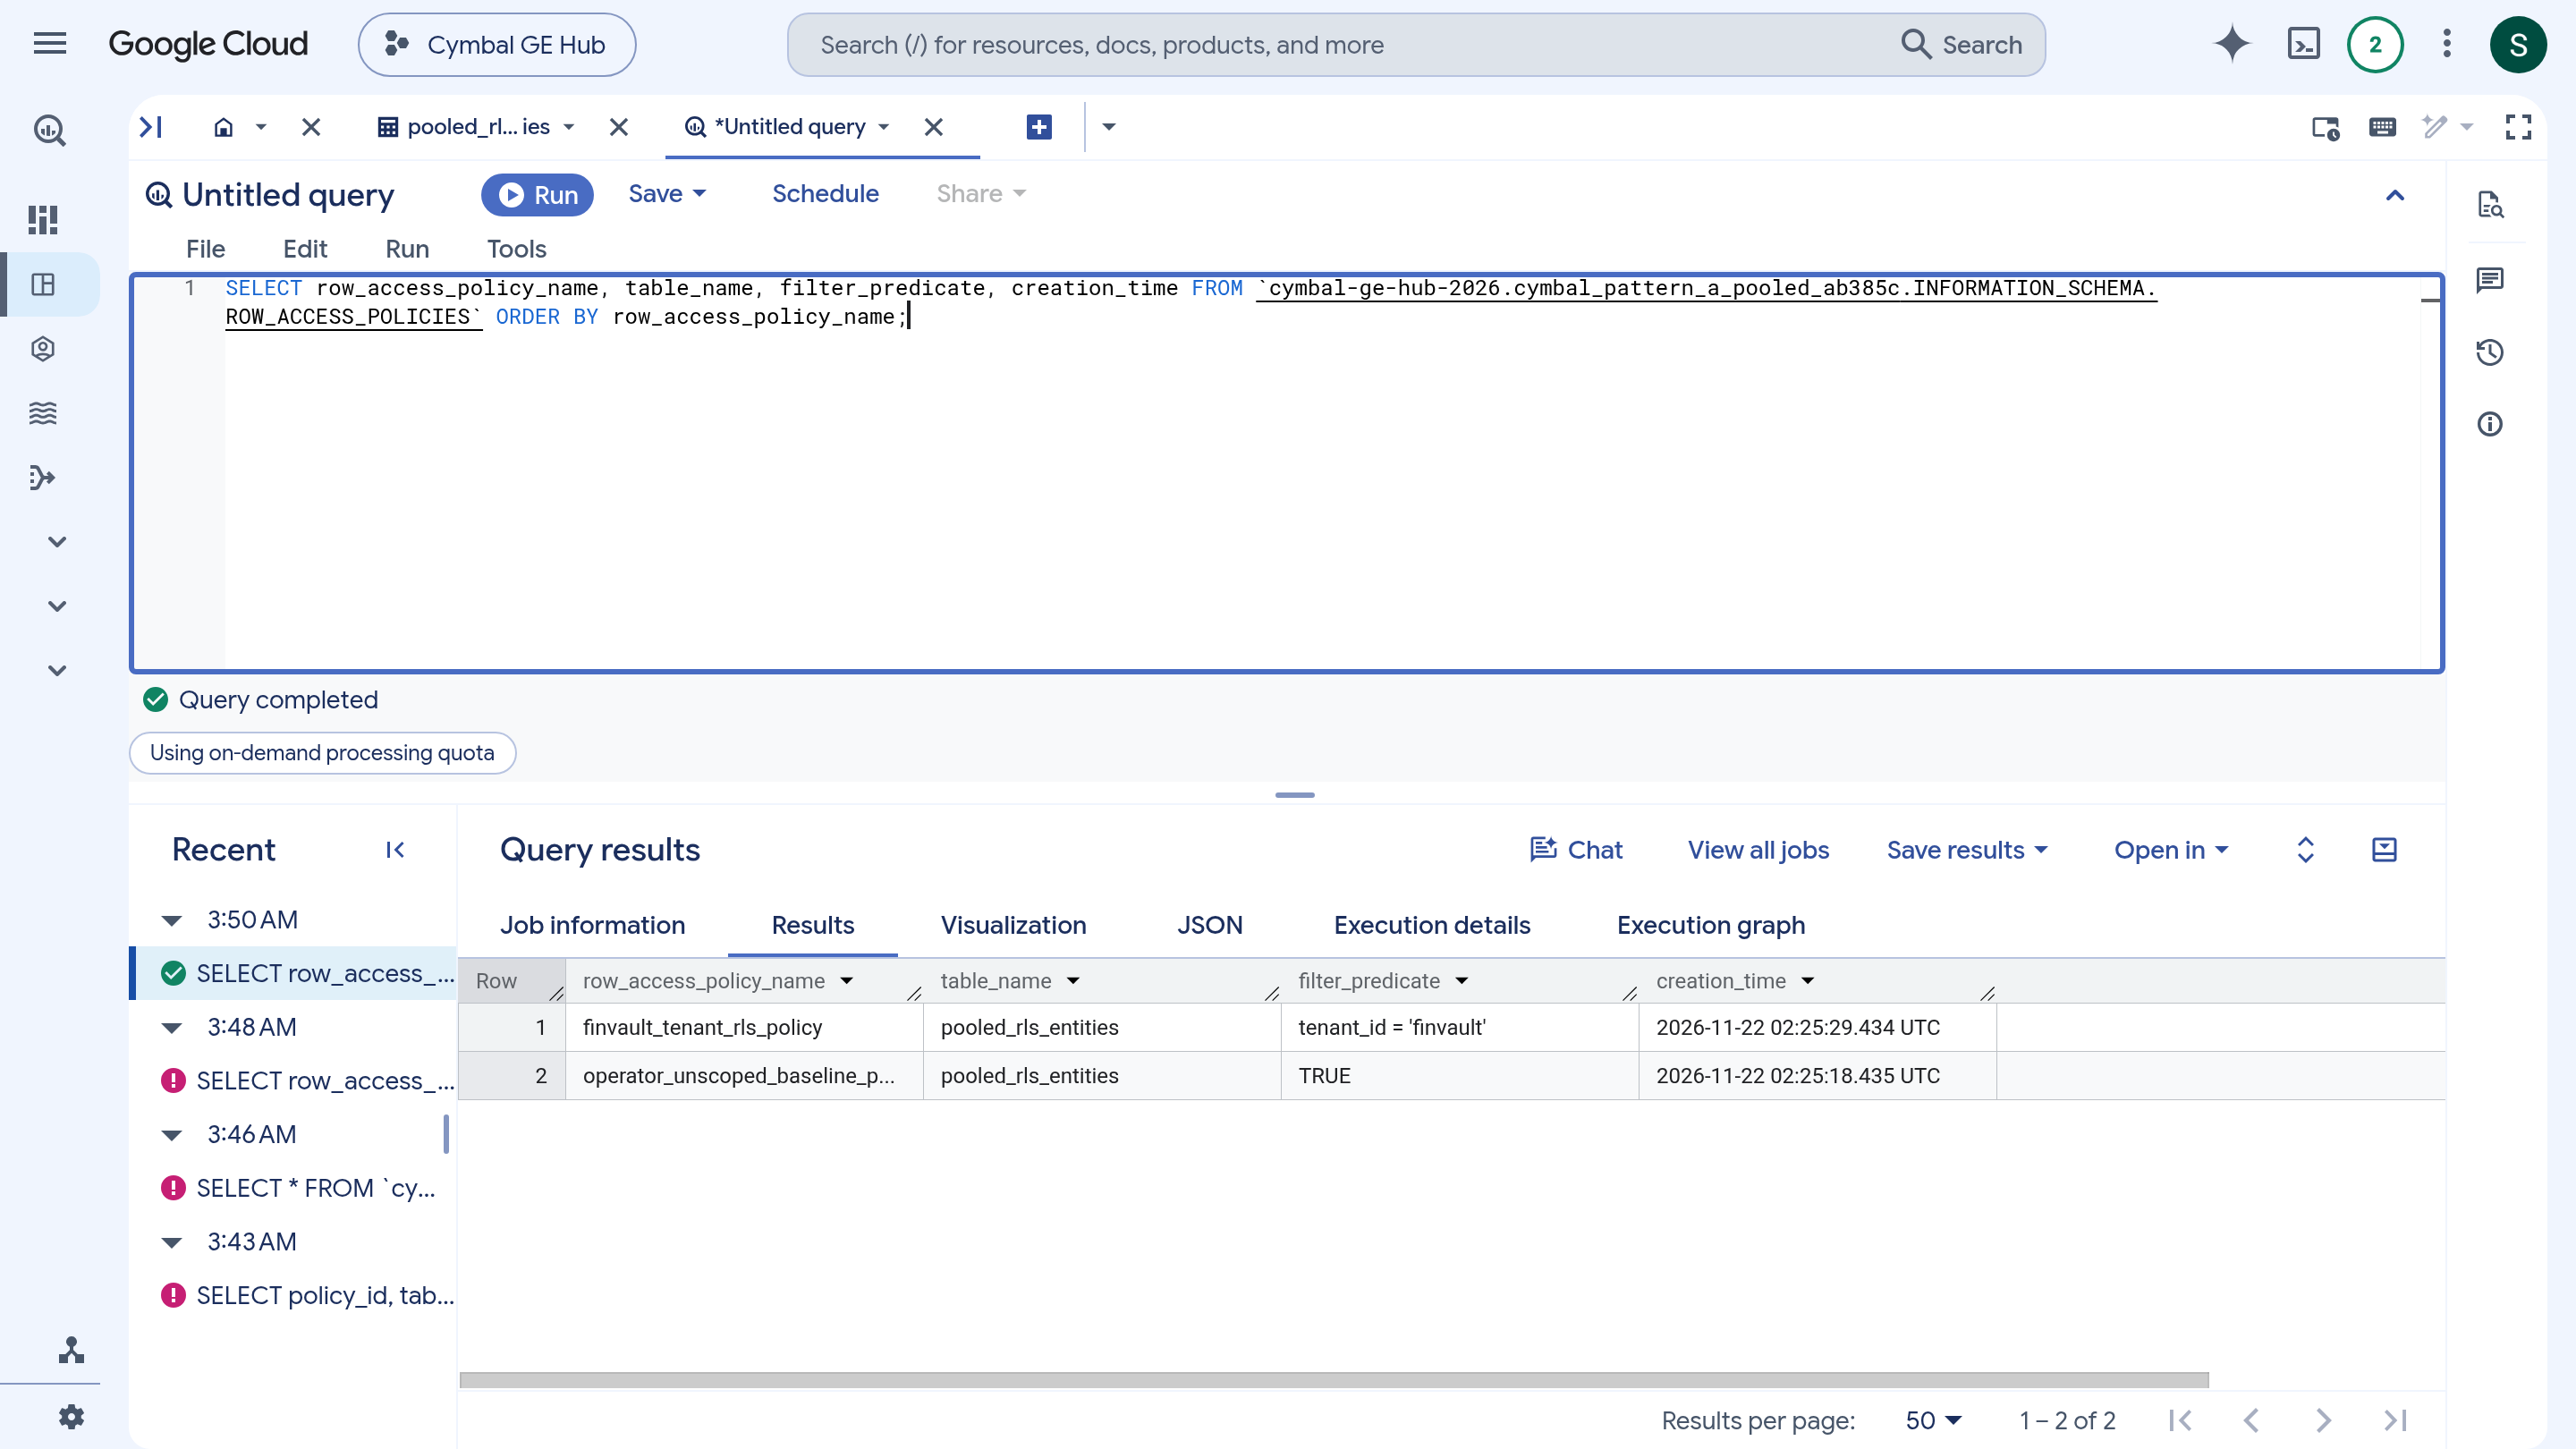 Google Cloud
Cymbal GE Hub
Search (/) for resources, docs, products, and more
Search
2
S
pooled_rl... ies
*Untitled query
Untitled query
Run
Save
Schedule
Share
File
Edit
Run
Tools
1
SELECT row_access_policy_name, table_name, filter_predicate, creation_time FROM `cymbal-ge-hub-2026.cymbal_pattern_a_pooled_ab385c.INFORMATION_SCHEMA.
ROW_ACCESS_POLICIES` ORDER BY row_access_policy_name;
Query completed
Using on-demand processing quota
Recent
3:50 AM
SELECT row_access_...
3:48 AM
SELECT row_access_...
3:46 AM
SELECT * FROM `cy...
3:43 AM
SELECT policy_id, tab...
Query results
Chat
View all jobs
Save results
Open in
Job information
Results
Visualization
JSON
Execution details
Execution graph
Row row_access_policy_name table_name filter_predicate creation_time
1 finvault_tenant_rls_policy pooled_rls_entities tenant_id = 'finvault' 2026-11-22 02:25:29.434 UTC
2 operator_unscoped_baseline_p... pooled_rls_entities TRUE 2026-11-22 02:25:18.435 UTC
Results per page: 50 1 – 2 of 2